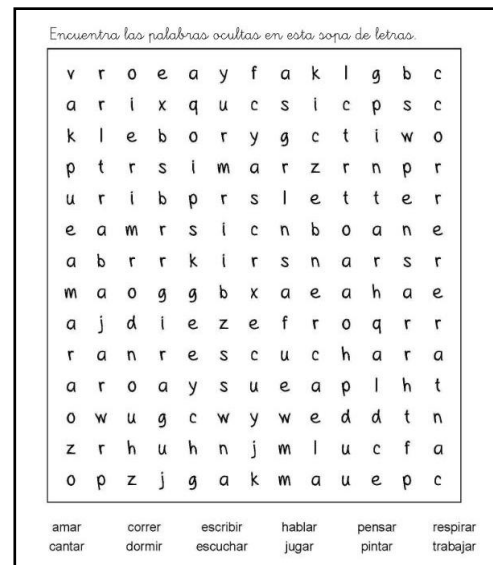 Encuentra las palabras ocultas en esta sopa de letras.
v r o e a y f a k l g b c
a r i x q u c s i c p s c
k l e b o r y g c t i w o
p t r s i m a r z r n p r
u r i b p r s l e t t e r
e a m r s i c n b o a n e
a b r r k i r s n a r s r
m a o g g b x a e a h a e
a j d i e z e f r o q r r
r a n r e s c u c h a r a
a r o a y s u e a p l h t
o w u g c w y w e d d t n
z r h u h n j m l u c f a
o p z j g a k m a u e p c
amar correr escribir hablar pensar respirar
cantar dormir escuchar jugar pintar trabajar